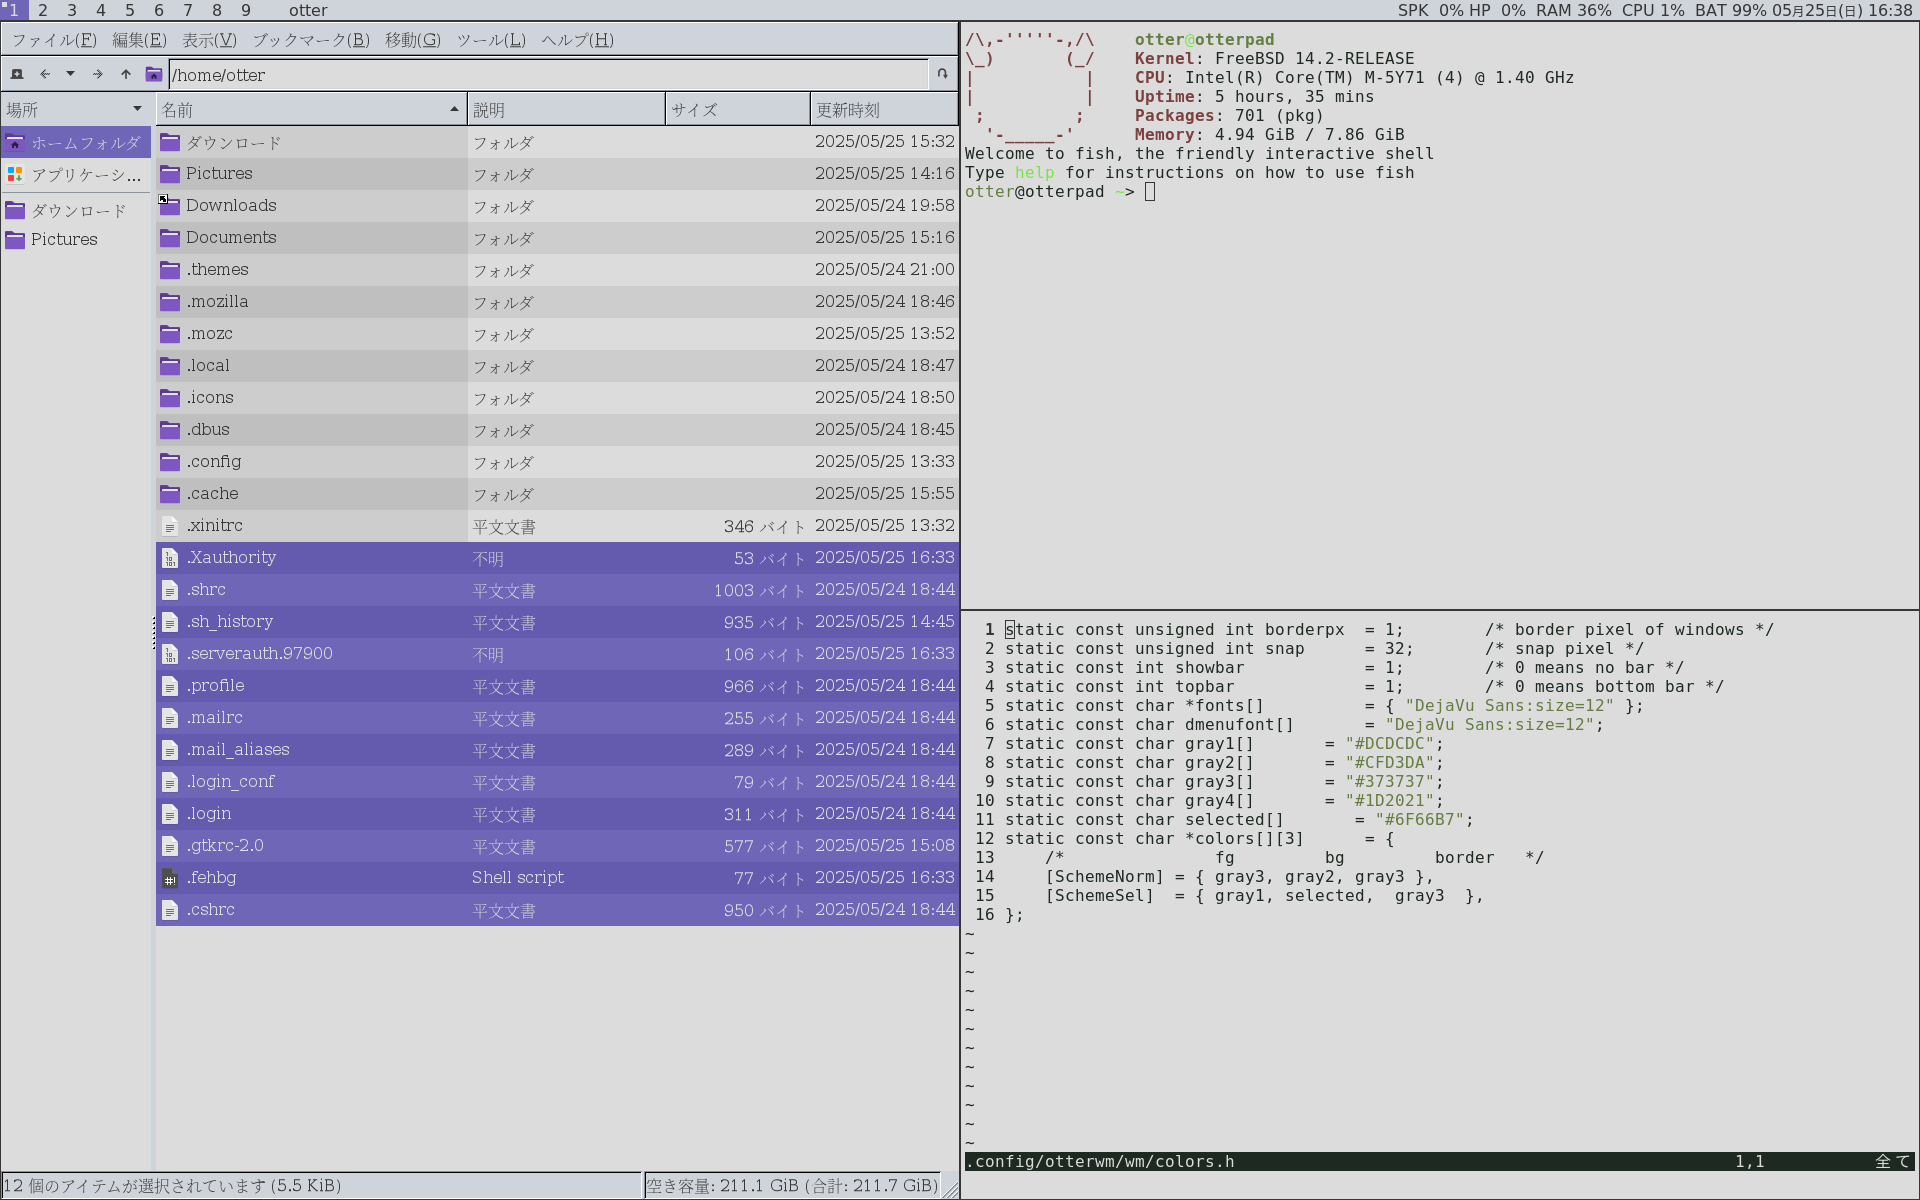 1 2 3 4 5 6 7 8 9 otter SPK 0% HP 0% RAM 36% CPU 1% BAT 99% 05月25日(日) 16:38
ファイル(F) 編集(E) 表示(V) ブックマーク(B) 移動(G) ツール(L) ヘルプ(H)
/home/otter
場所
ホームフォルダ
アプリケーシ...
ダウンロード
Pictures
名前 説明 サイズ 更新時刻
ダウンロード フォルダ 2025/05/25 15:32
Pictures フォルダ 2025/05/25 14:16
Downloads フォルダ 2025/05/24 19:58
Documents フォルダ 2025/05/25 15:16
.themes フォルダ 2025/05/24 21:00
.mozilla フォルダ 2025/05/24 18:46
.mozc フォルダ 2025/05/25 13:52
.local フォルダ 2025/05/24 18:47
.icons フォルダ 2025/05/24 18:50
.dbus フォルダ 2025/05/24 18:45
.config フォルダ 2025/05/25 13:33
.cache フォルダ 2025/05/25 15:55
.xinitrc 平文文書 346 バイト 2025/05/25 13:32
.Xauthority 不明 53 バイト 2025/05/25 16:33
.shrc 平文文書 1003 バイト 2025/05/24 18:44
.sh_history 平文文書 935 バイト 2025/05/25 14:45
.serverauth.97900 不明 106 バイト 2025/05/25 16:33
.profile 平文文書 966 バイト 2025/05/24 18:44
.mailrc 平文文書 255 バイト 2025/05/24 18:44
.mail_aliases 平文文書 289 バイト 2025/05/24 18:44
.login_conf 平文文書 79 バイト 2025/05/24 18:44
.login 平文文書 311 バイト 2025/05/24 18:44
.gtkrc-2.0 平文文書 577 バイト 2025/05/25 15:08
.fehbg Shell script 77 バイト 2025/05/25 16:33
.cshrc 平文文書 950 バイト 2025/05/24 18:44
12 個のアイテムが選択されています (5.5 KiB) 空き容量: 211.1 GiB (合計: 211.7 GiB)
/\,-'''''-,/\    otter@otterpad
\_)       (_/    Kernel: FreeBSD 14.2-RELEASE
|           |    CPU: Intel(R) Core(TM) M-5Y71 (4) @ 1.40 GHz
|           |    Uptime: 5 hours, 35 mins
 ;         ;     Packages: 701 (pkg)
  '-_____-'      Memory: 4.94 GiB / 7.86 GiB
Welcome to fish, the friendly interactive shell
Type help for instructions on how to use fish
otter@otterpad ~>
1 static const unsigned int borderpx  = 1;        /* border pixel of windows */
2 static const unsigned int snap      = 32;       /* snap pixel */
3 static const int showbar            = 1;        /* 0 means no bar */
4 static const int topbar             = 1;        /* 0 means bottom bar */
5 static const char *fonts[]          = { "DejaVu Sans:size=12" };
6 static const char dmenufont[]       = "DejaVu Sans:size=12";
7 static const char gray1[]       = "#DCDCDC";
8 static const char gray2[]       = "#CFD3DA";
9 static const char gray3[]       = "#373737";
10 static const char gray4[]       = "#1D2021";
11 static const char selected[]       = "#6F66B7";
12 static const char *colors[][3]      = {
13     /*               fg         bg         border   */
14     [SchemeNorm] = { gray3, gray2, gray3 },
15     [SchemeSel]  = { gray1, selected,  gray3  },
16 };
~
~
~
~
~
~
~
~
~
~
~
~
.config/otterwm/wm/colors.h 1,1 全て